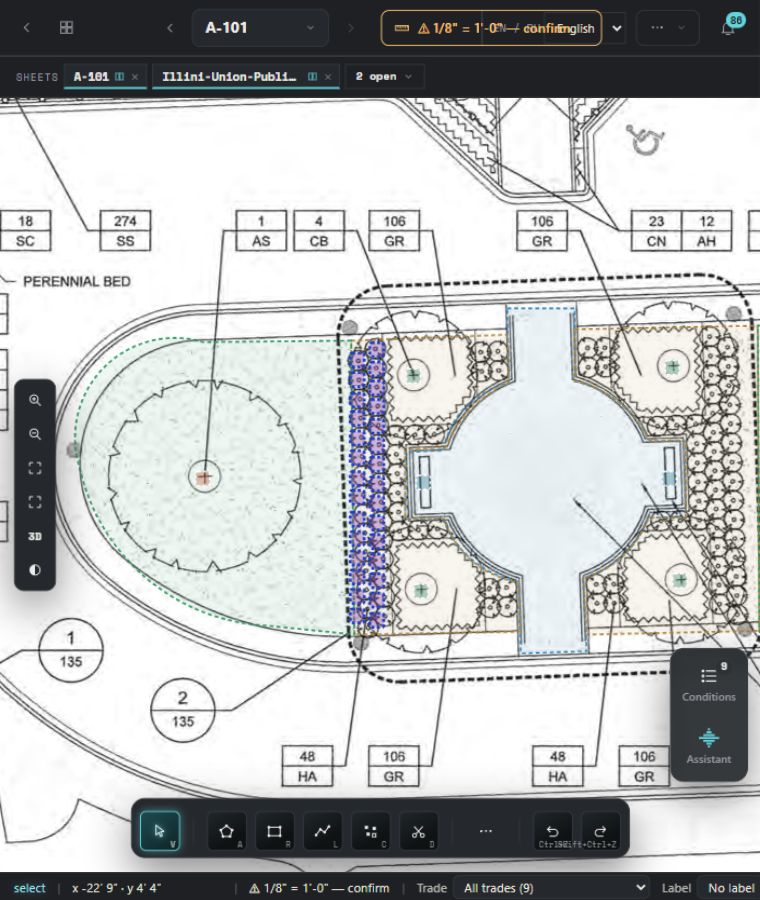 A-101
⚠ 1/8" = 1'-0" — confirm
English
···
86
SHEETS
A-101 ×
Illini-Union-Publi… ×
2 open
18
SC
274
SS
1
AS
4
CB
106
GR
106
GR
23
CN
12
AH
PERENNIAL BED
3D
1
135
2
135
9
Conditions
Assistant
48
HA
106
GR
48
HA
106
GR
V
A
R
L
C
D
···
Shift+Ctrl+Z
select
x -22' 9" · y 4' 4"
⚠ 1/8" = 1'-0" — confirm
Trade
All trades (9)
Label
No label